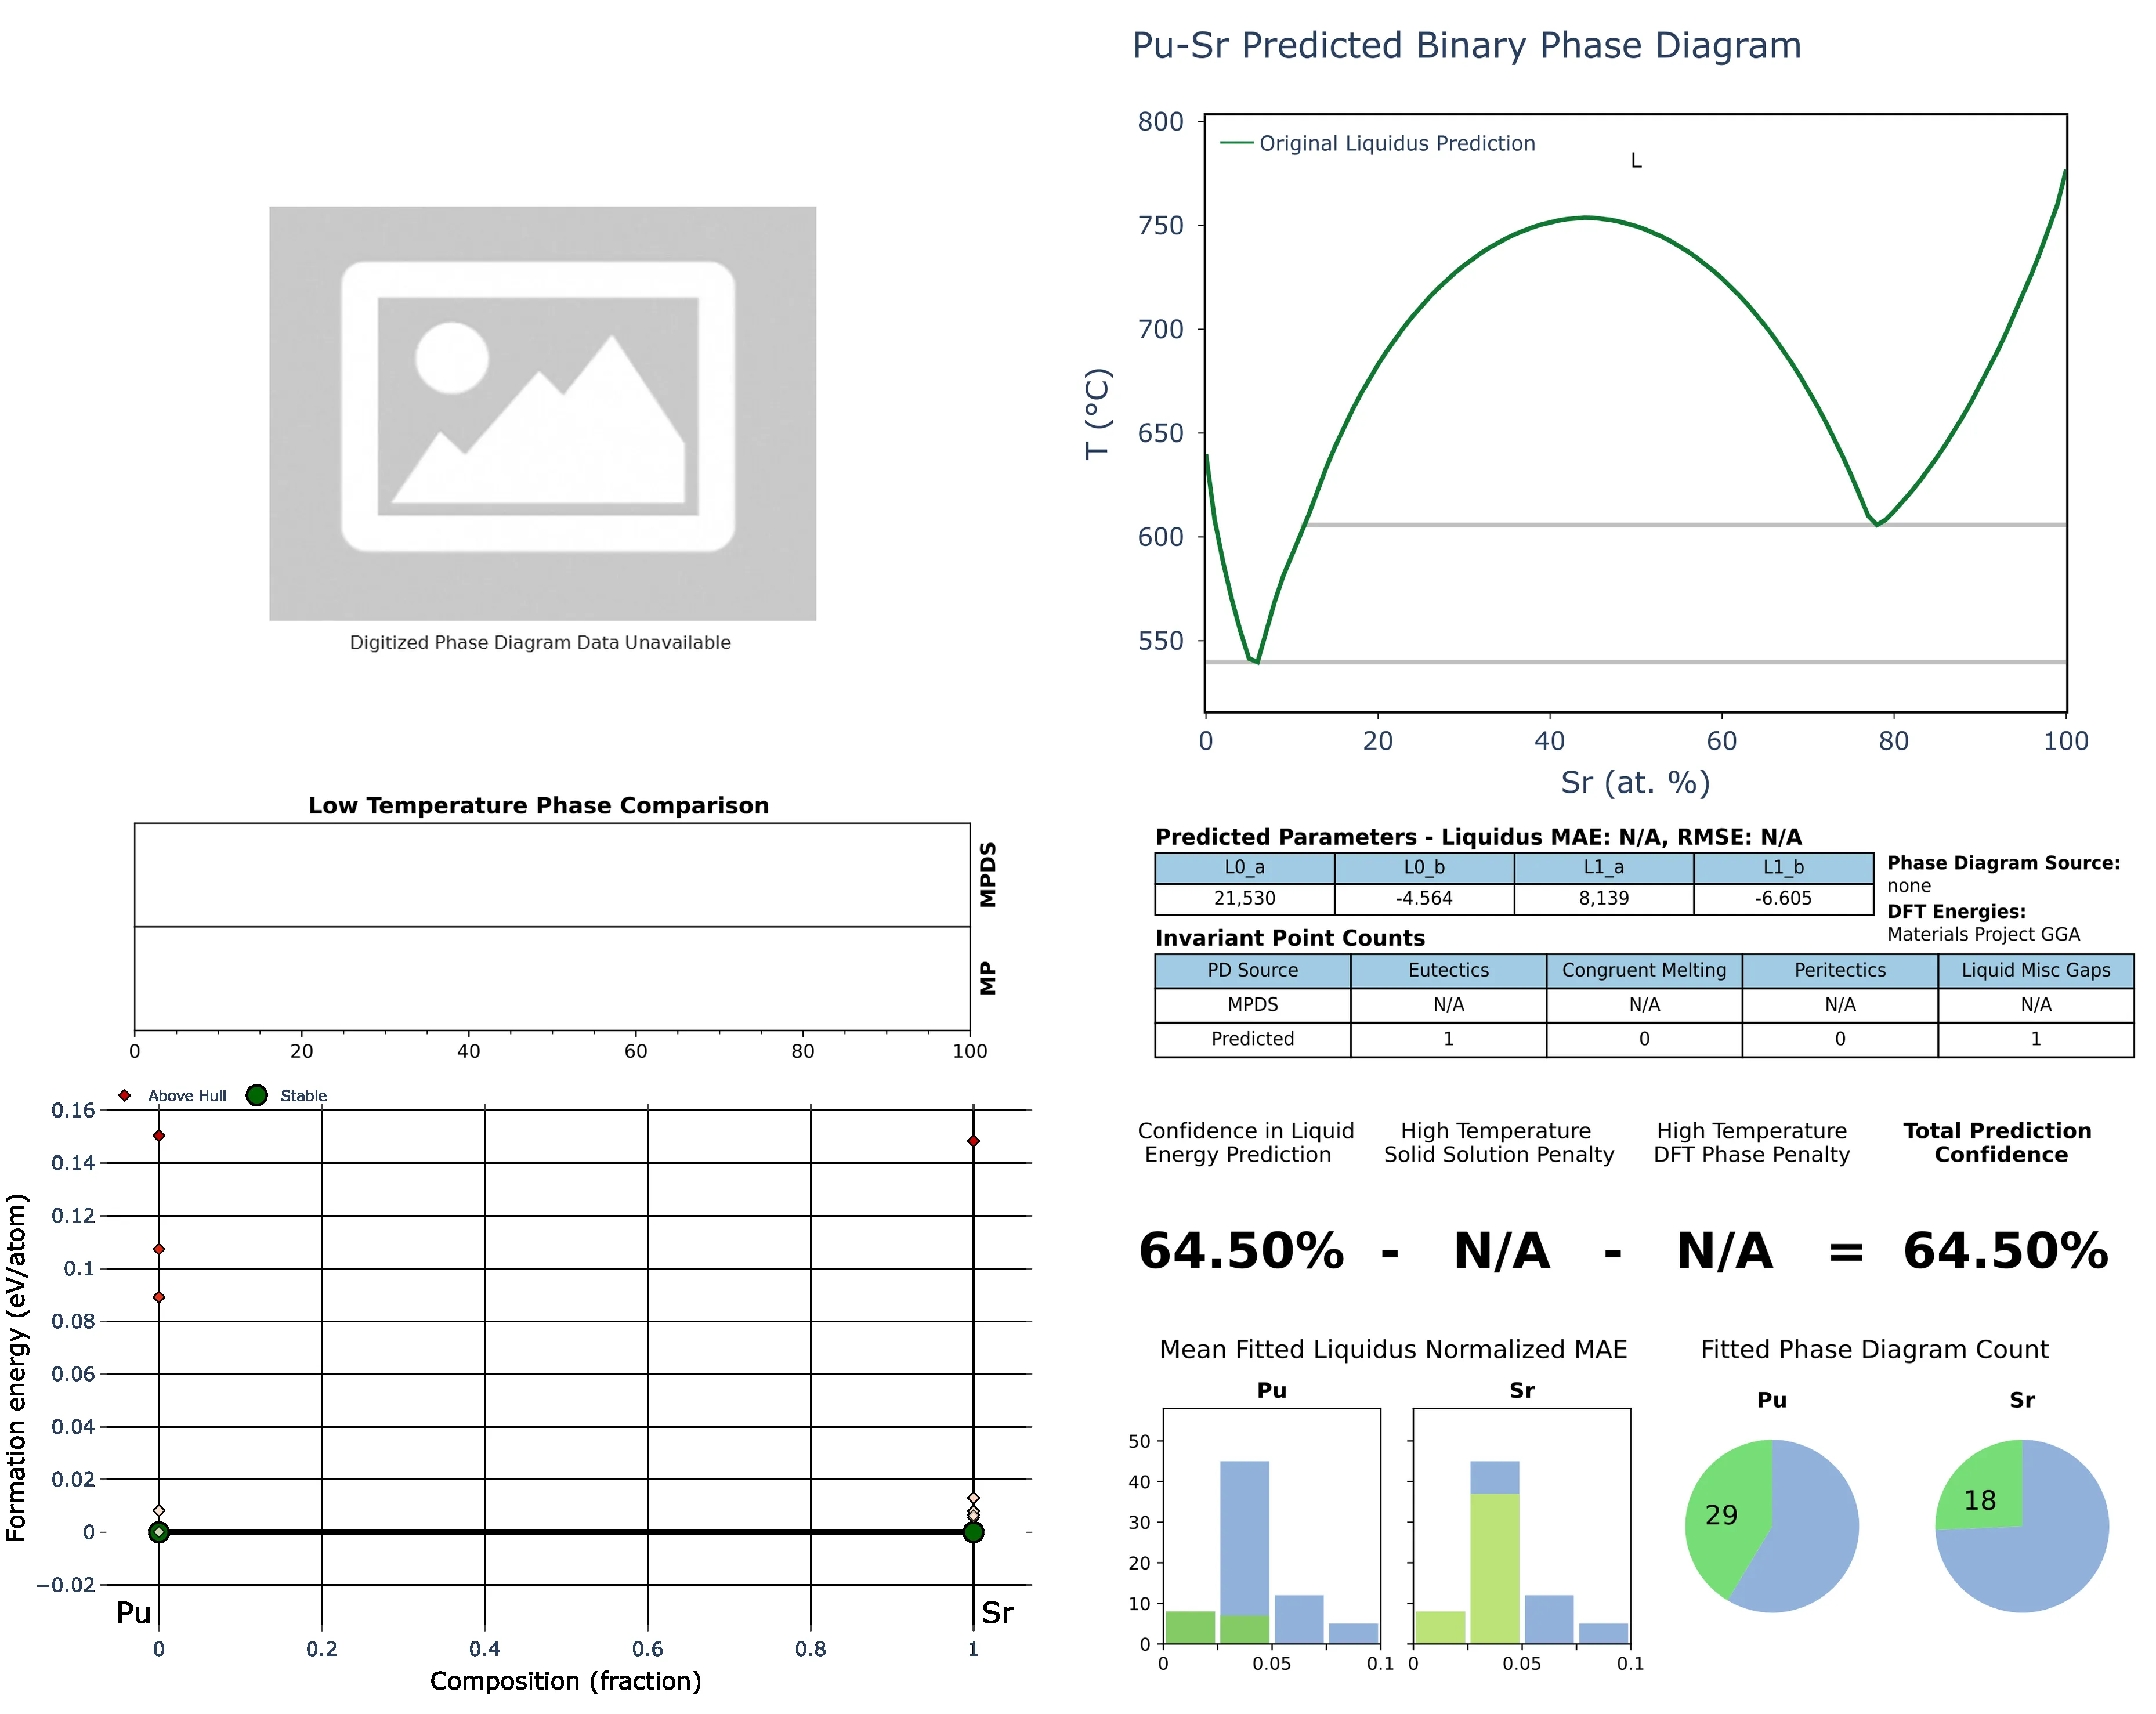 Pu-Sr Predicted Binary Phase Diagram
Original Liquidus Prediction
L
800
750
700
650
600
550
T (°C)
0 20 40 60 80 100
Sr (at. %)
Digitized Phase Diagram Data Unavailable
Low Temperature Phase Comparison
MPDS
MP
0 20 40 60 80 100
Predicted Parameters - Liquidus MAE: N/A, RMSE: N/A
L0_a L0_b L1_a L1_b
21,530 -4.564 8,139 -6.605
Phase Diagram Source:
none
DFT Energies:
Materials Project GGA
Invariant Point Counts
PD Source Eutectics Congruent Melting Peritectics Liquid Misc Gaps
MPDS N/A N/A N/A N/A
Predicted 1 0 0 1
Above Hull Stable
0.16
0.14
0.12
0.1
0.08
0.06
0.04
0.02
0
−0.02
Formation energy (eV/atom)
Pu Sr
0 0.2 0.4 0.6 0.8 1
Composition (fraction)
Confidence in Liquid
Energy Prediction
High Temperature
Solid Solution Penalty
High Temperature
DFT Phase Penalty
Total Prediction
Confidence
64.50% - N/A - N/A = 64.50%
Mean Fitted Liquidus Normalized MAE
Pu Sr
50
40
30
20
10
0
0 0.05 0.1 0 0.05 0.1
Fitted Phase Diagram Count
Pu Sr
29 18